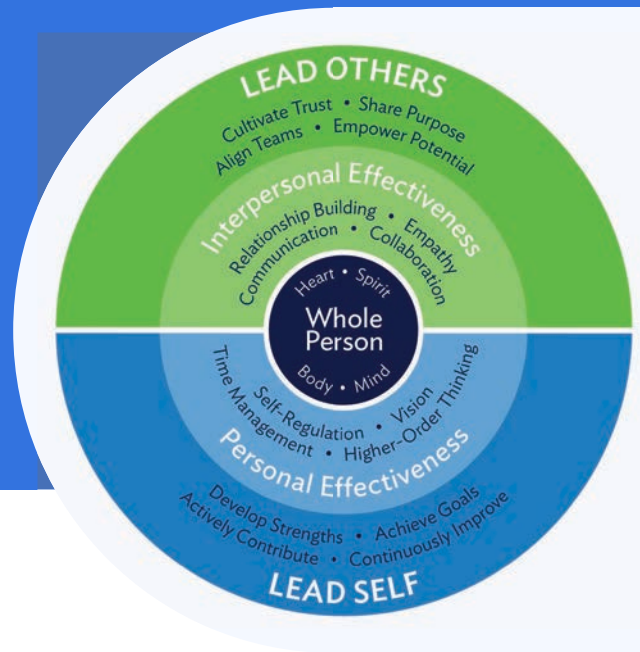 LEAD OTHERS
Cultivate Trust • Share Purpose
Align Teams • Empower Potential
Interpersonal Effectiveness
Relationship Building • Empathy
Communication • Collaboration
Heart • Spirit
Whole
Person
Body • Mind
Self-Regulation • Vision
Time Management • Higher-Order Thinking
Personal Effectiveness
Develop Strengths • Achieve Goals
Actively Contribute • Continuously Improve
LEAD SELF